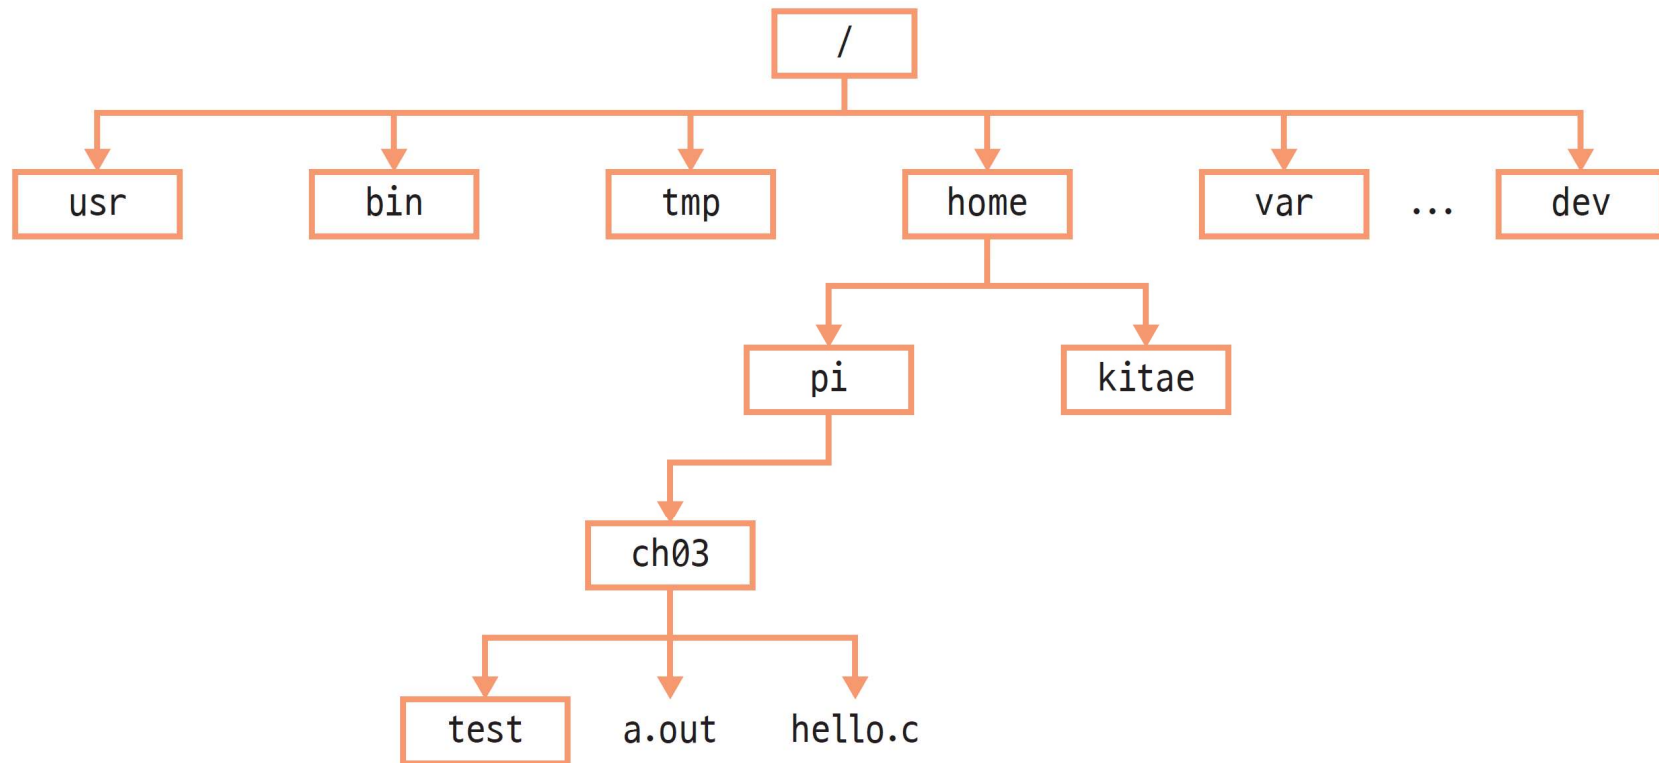 /
usr bin tmp home var ... dev
pi kitae
ch03
test a.out hello.c